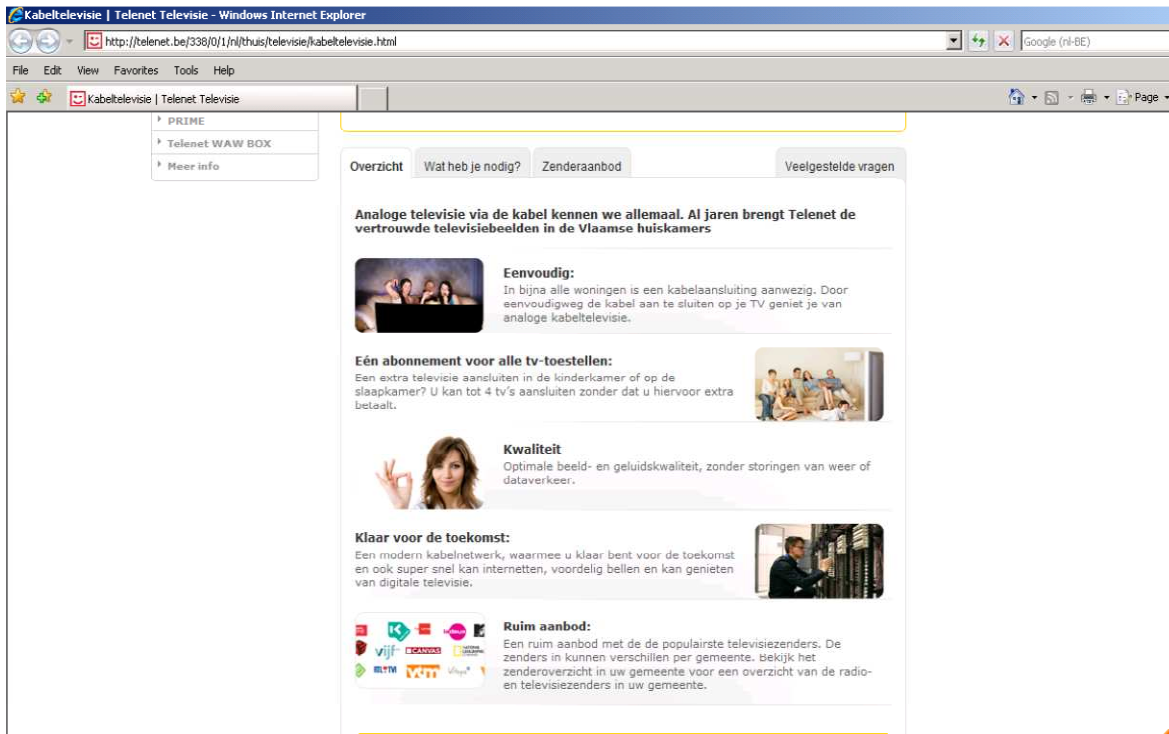 Kabeltelevisie | Telenet Televisie - Windows Internet Explorer
http://telenet.be/338/0/1/nl/thuis/televisie/kabeltelevisie.html
Google (nl-BE)
File Edit View Favorites Tools Help
Kabeltelevisie | Telenet Televisie
Page
PRIME
Telenet WAW BOX
Meer info
Overzicht Wat heb je nodig? Zenderaanbod Veelgestelde vragen
Analoge televisie via de kabel kennen we allemaal. Al jaren brengt Telenet de
vertrouwde televisiebeelden in de Vlaamse huiskamers
Eenvoudig:
In bijna alle woningen is een kabelaansluiting aanwezig. Door
eenvoudigweg de kabel aan te sluiten op je TV geniet je van
analoge kabeltelevisie.
Eén abonnement voor alle tv-toestellen:
Een extra televisie aansluiten in de kinderkamer of op de
slaapkamer? U kan tot 4 tv's aansluiten zonder dat u hiervoor extra
betaalt.
Kwaliteit
Optimale beeld- en geluidskwaliteit, zonder storingen van weer of
dataverkeer.
Klaar voor de toekomst:
Een modern kabelnetwerk, waarmee u klaar bent voor de toekomst
en ook super snel kan internetten, voordelig bellen en kan genieten
van digitale televisie.
Ruim aanbod:
Een ruim aanbod met de de populairste televisiezenders. De
zenders in kunnen verschillen per gemeente. Bekijk het
zenderoverzicht in uw gemeente voor een overzicht van de radio-
en televisiezenders in uw gemeente.
vijf CANVAS
VTM